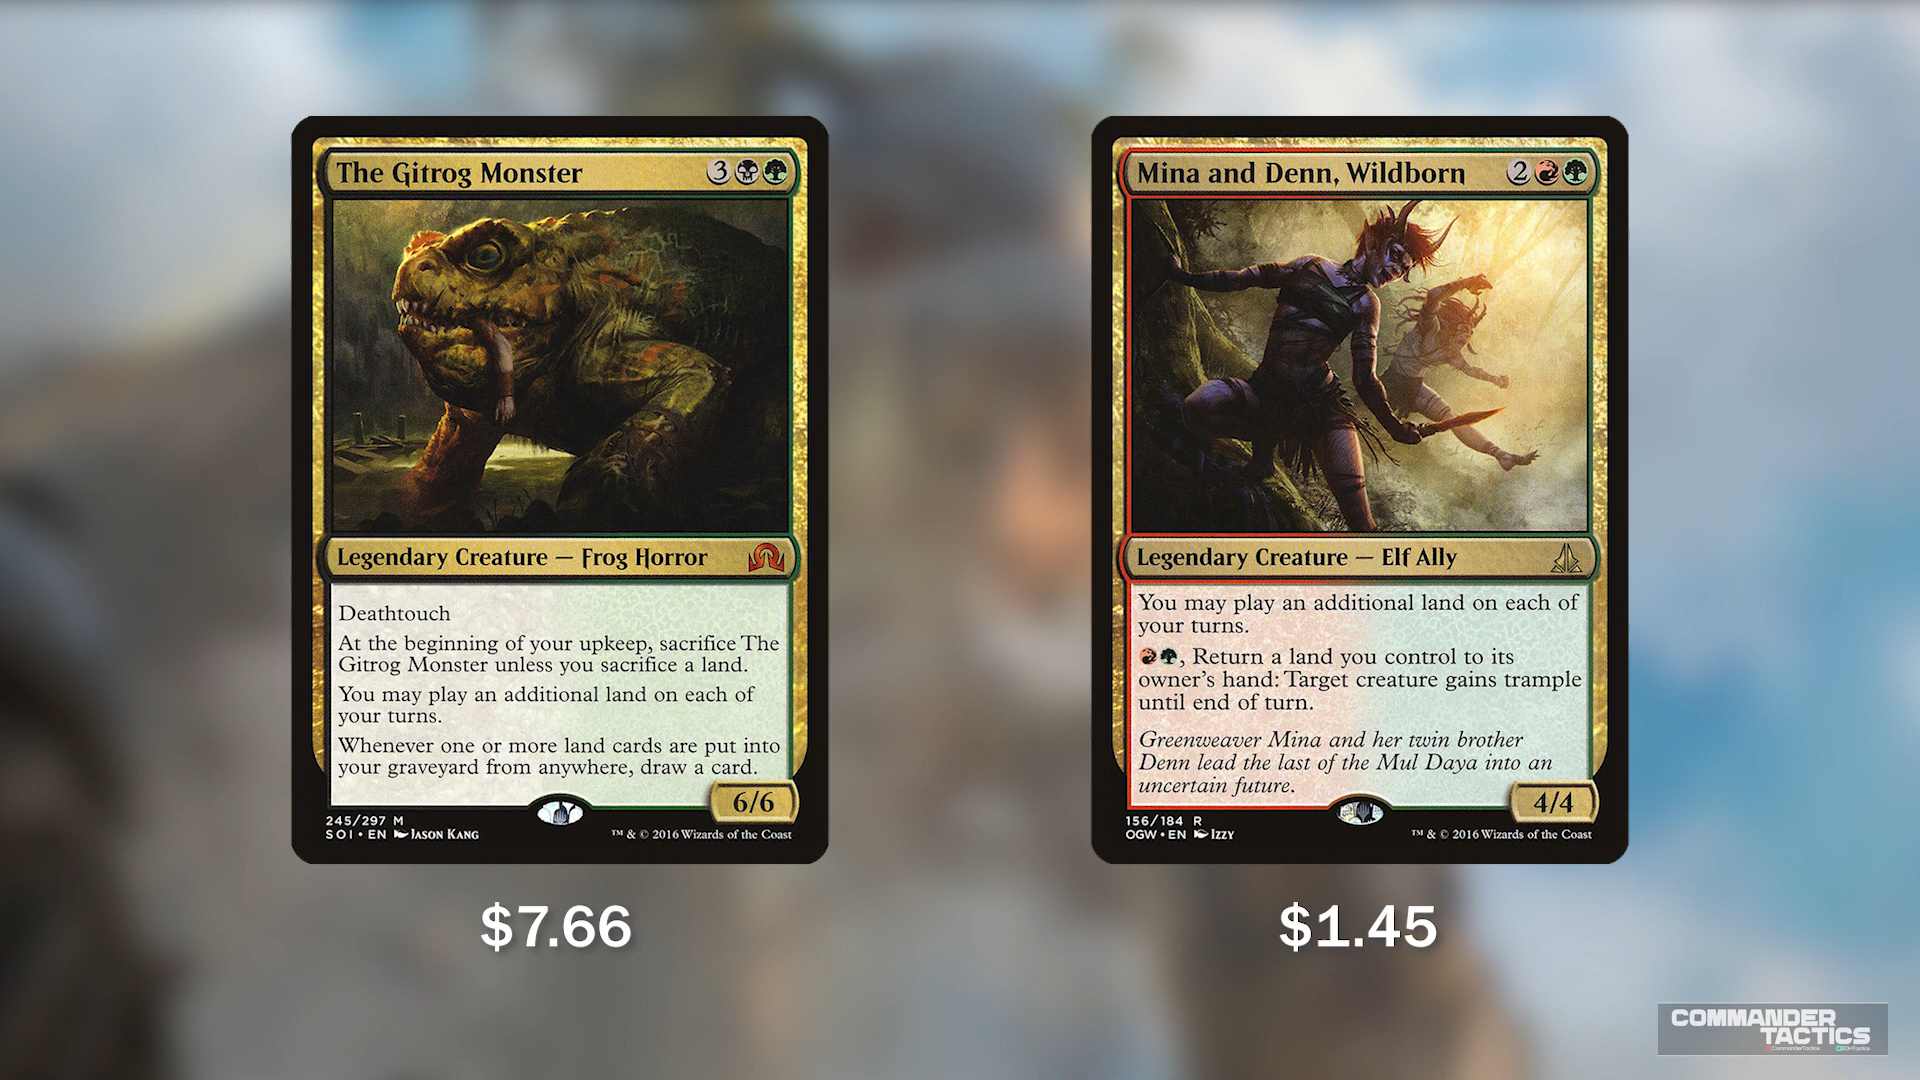 The Gitrog Monster 3
Legendary Creature — Frog Horror
Deathtouch
At the beginning of your upkeep, sacrifice The
Gitrog Monster unless you sacrifice a land.
You may play an additional land on each of
your turns.
Whenever one or more land cards are put into
your graveyard from anywhere, draw a card.
6/6
245/297 M
SOI • EN JASON KANG
™ & © 2016 Wizards of the Coast
$7.66
Mina and Denn, Wildborn 2
Legendary Creature — Elf Ally
You may play an additional land on each of
your turns.
, Return a land you control to its
owner's hand: Target creature gains trample
until end of turn.
Greenweaver Mina and her twin brother
Denn lead the last of the Mul Daya into an
uncertain future.
4/4
156/184 R
OGW • EN IZZY
™ & © 2016 Wizards of the Coast
$1.45
COMMANDER
TACTICS